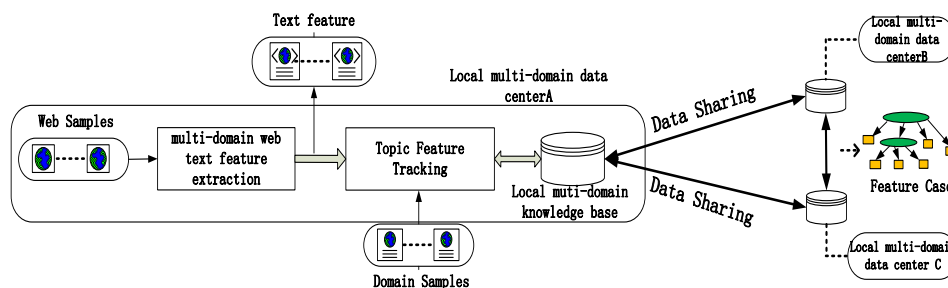 Text feature
Local multi-domain data
centerA
Web Samples
multi-domain web
text feature
extraction
Topic Feature
Tracking
Local muti-domain
knowledge base
Domain Samples
Data Sharing
Data Sharing
Local multi-
domain data
centerB
Feature Case
Local multi-domain
data center C